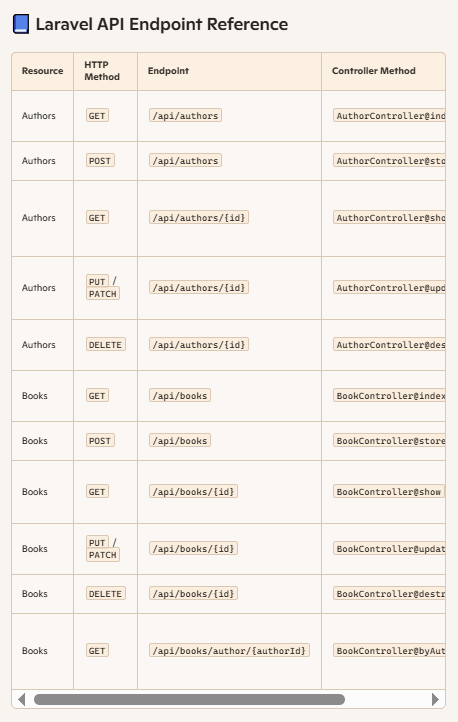 📘 Laravel API Endpoint Reference
Resource HTTP Method Endpoint Controller Method
Authors GET /api/authors AuthorController@ind
Authors POST /api/authors AuthorController@sto
Authors GET /api/authors/{id} AuthorController@sho
Authors PUT / PATCH /api/authors/{id} AuthorController@upd
Authors DELETE /api/authors/{id} AuthorController@des
Books GET /api/books BookController@index
Books POST /api/books BookController@store
Books GET /api/books/{id} BookController@show
Books PUT / PATCH /api/books/{id} BookController@updat
Books DELETE /api/books/{id} BookController@destr
Books GET /api/books/author/{authorId} BookController@byAut